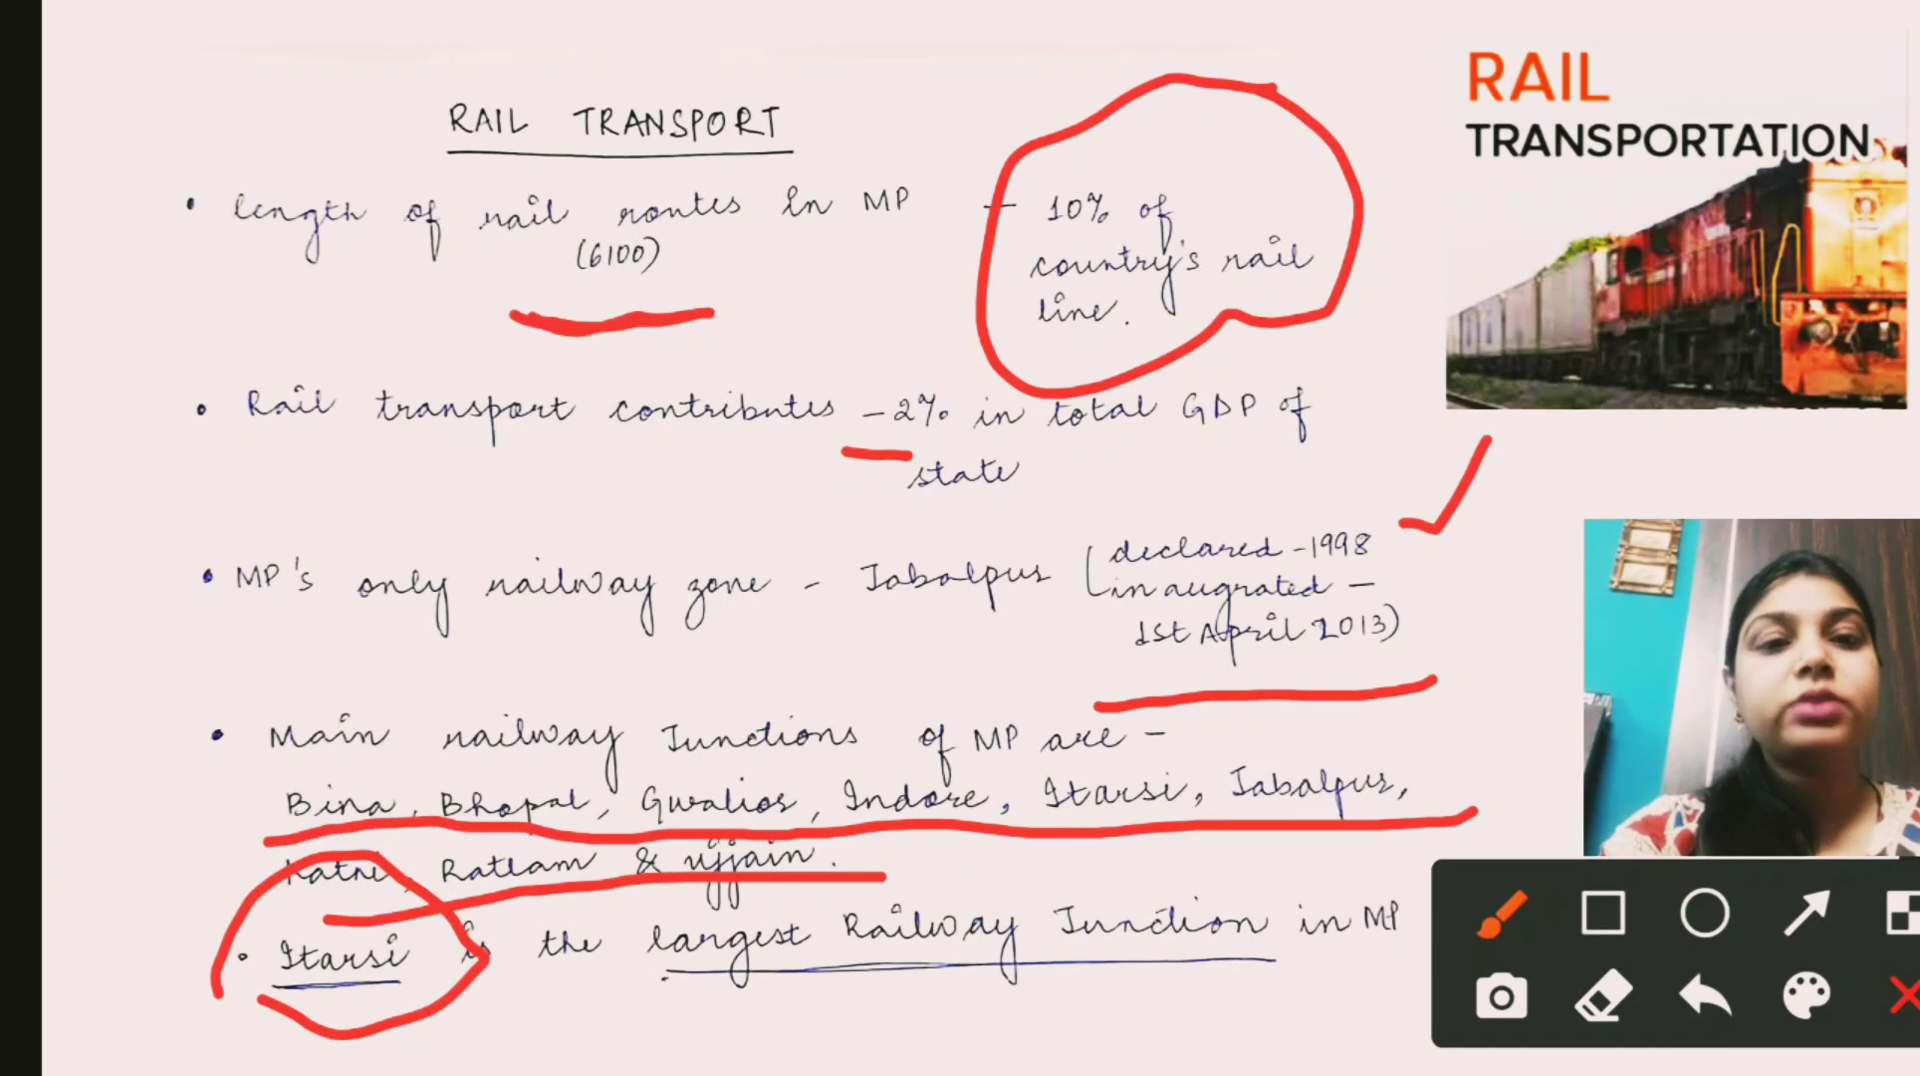 RAIL TRANSPORT
• length of rail routes in MP - 10% of
(6100) country's rail
line.
• Rail transport contributes - 2% in total GDP of
state
• MP's only railway zone - Jabalpur (declared - 1998
inaugrated -
1st April 2013)
• Main railway Junctions of MP are -
Bina, Bhopal, Gwalior, Indore, Itarsi, Jabalpur,
Katni, Ratlam & ujjain.
• Itarsi is the largest Railway Junction in MP
RAIL
TRANSPORTATION